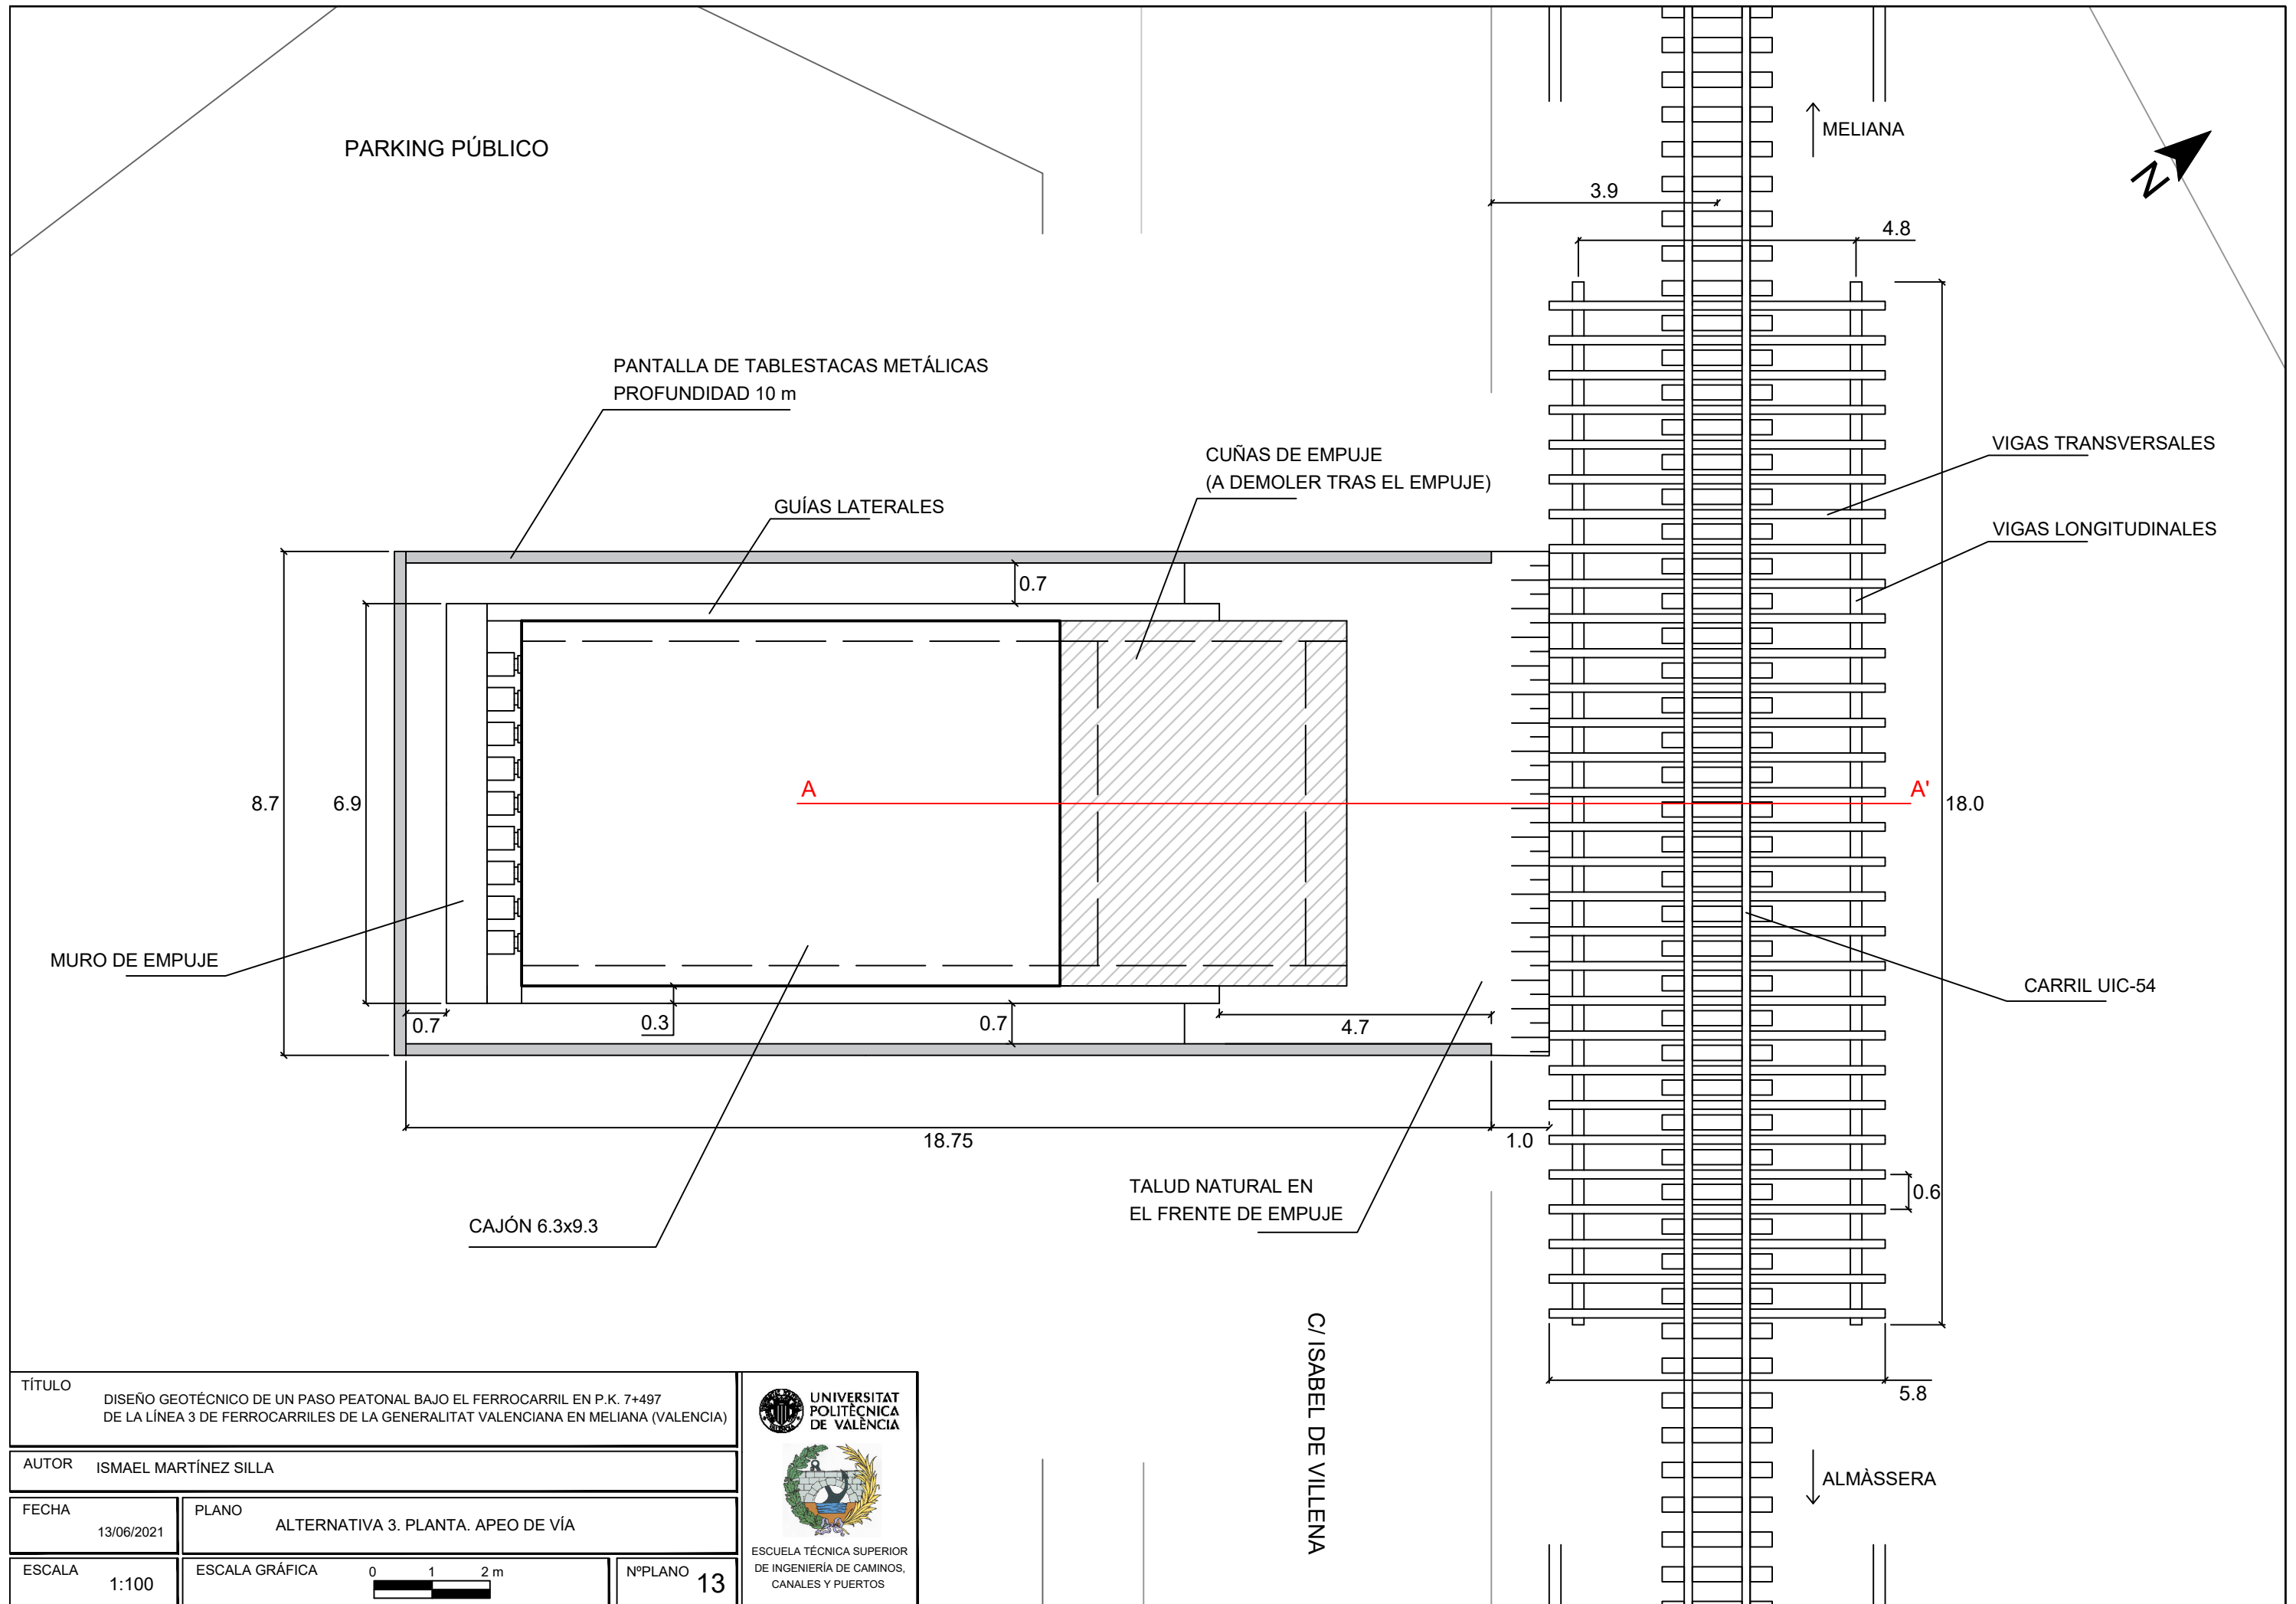 PARKING PÚBLICO
MELIANA
N
3.9
4.8
PANTALLA DE TABLESTACAS METÁLICAS
PROFUNDIDAD 10 m
CUÑAS DE EMPUJE
(A DEMOLER TRAS EL EMPUJE)
VIGAS TRANSVERSALES
GUÍAS LATERALES
VIGAS LONGITUDINALES
0.7
A
A'
8.7
6.9
18.0
MURO DE EMPUJE
CARRIL UIC-54
0.7
0.3
0.7
4.7
18.75
1.0
TALUD NATURAL EN
EL FRENTE DE EMPUJE
0.6
CAJÓN 6.3x9.3
C/ ISABEL DE VILLENA
5.8
ALMÀSSERA
TÍTULO
DISEÑO GEOTÉCNICO DE UN PASO PEATONAL BAJO EL FERROCARRIL EN P.K. 7+497
DE LA LÍNEA 3 DE FERROCARRILES DE LA GENERALITAT VALENCIANA EN MELIANA (VALENCIA)
AUTOR ISMAEL MARTÍNEZ SILLA
FECHA
13/06/2021
PLANO
ALTERNATIVA 3. PLANTA. APEO DE VÍA
ESCALA
1:100
ESCALA GRÁFICA
0 1 2 m
NºPLANO 13
UNIVERSITAT
POLITÈCNICA
DE VALÈNCIA
ESCUELA TÉCNICA SUPERIOR
DE INGENIERÍA DE CAMINOS,
CANALES Y PUERTOS